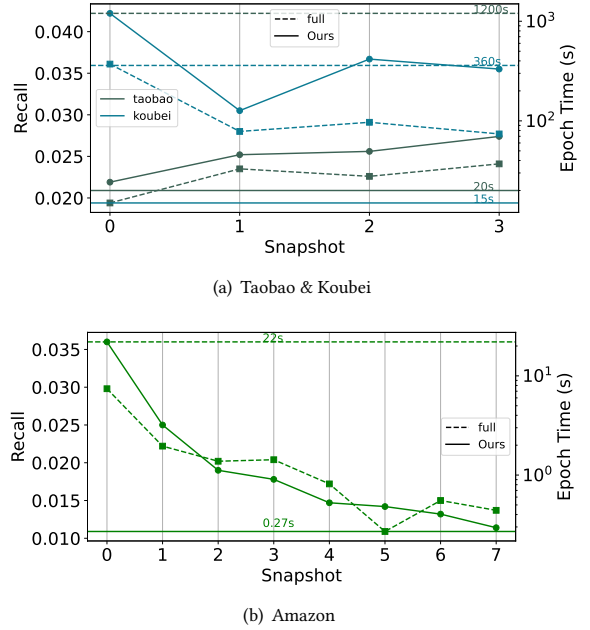 1200s
0.040
full
Ours
10³
0.035
360s
Recall
Epoch Time (s)
taobao
koubei
0.030
10²
0.025
20s
0.020
15s
0 1 2 3
Snapshot
(a) Taobao & Koubei
22s
0.035
10¹
0.030
Recall
Epoch Time (s)
0.025
full
Ours
0.020
10⁰
0.015
0.27s
0.010
0 1 2 3 4 5 6 7
Snapshot
(b) Amazon